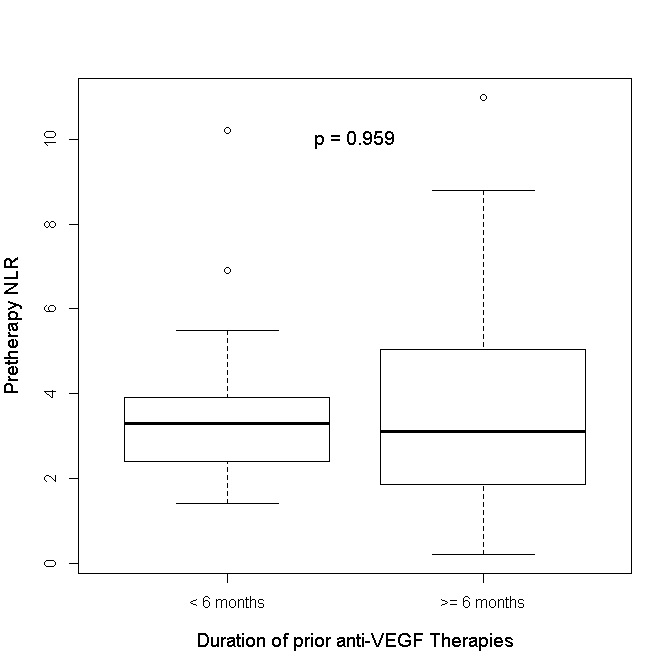 p = 0.959
Pretherapy NLR
10
8
6
4
2
0
< 6 months
>= 6 months
Duration of prior anti-VEGF Therapies